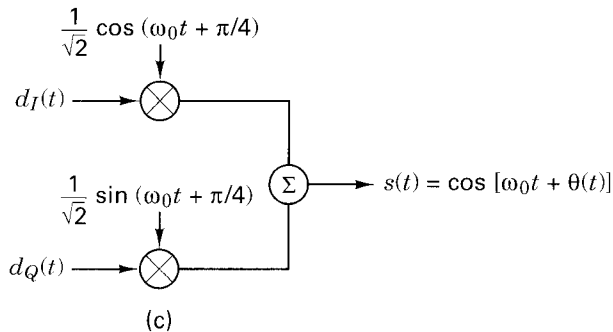 1/√2 cos (ω0t + π/4)
dI(t)
Σ
s(t) = cos [ω0t + θ(t)]
1/√2 sin (ω0t + π/4)
dQ(t)
(c)